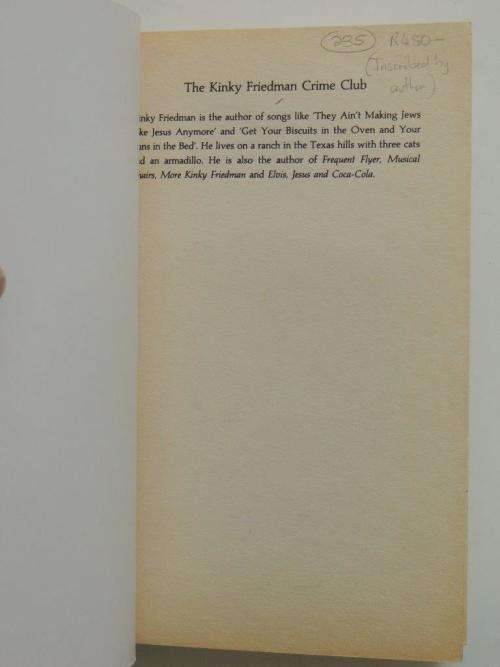 235 R450-
(Inscribed by
author)
The Kinky Friedman Crime Club
inky Friedman is the author of songs like 'They Ain't Making Jews
ke Jesus Anymore' and 'Get Your Biscuits in the Oven and Your
uns in the Bed'. He lives on a ranch in the Texas hills with three cats
d an armadillo. He is also the author of Frequent Flyer, Musical
hairs, More Kinky Friedman and Elvis, Jesus and Coca-Cola.